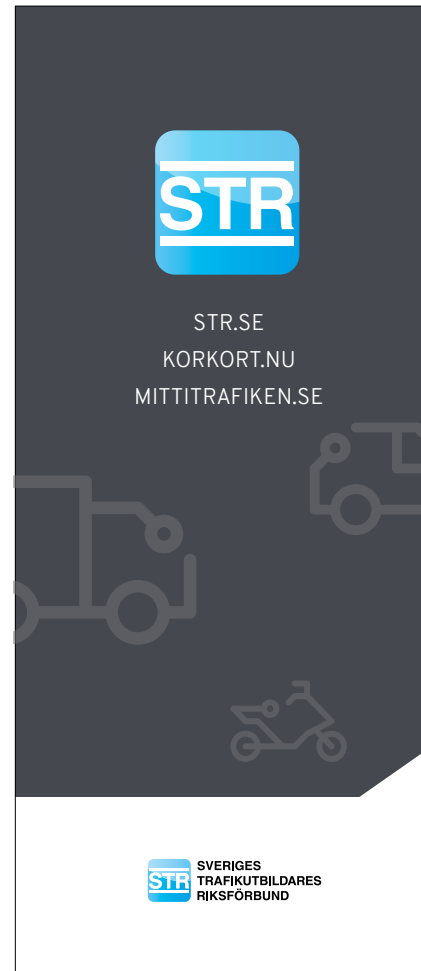 STR
STR.SE
KORKORT.NU
MITTITRAFIKEN.SE
STR
SVERIGES
TRAFIKUTBILDARES
RIKSFÖRBUND